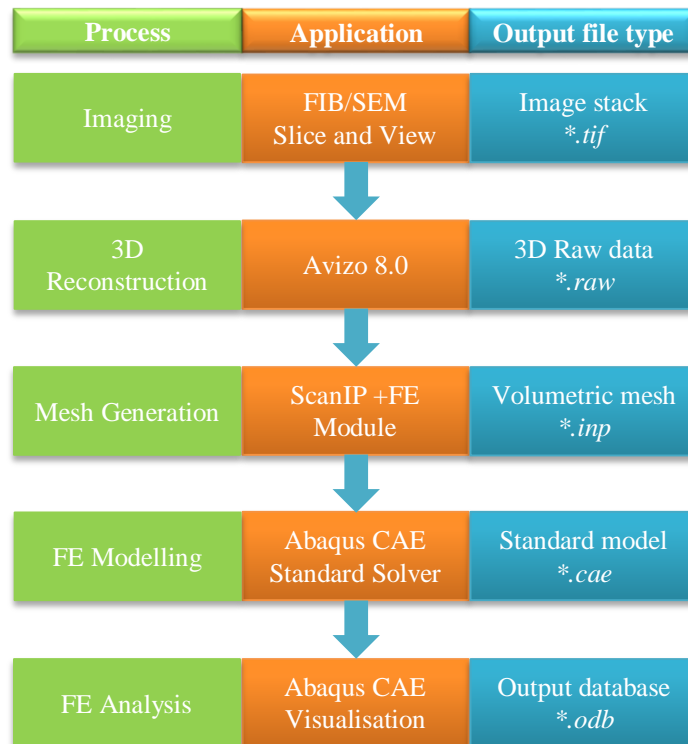 Process
Application
Output file type
Imaging
FIB/SEM
Slice and View
Image stack
*.tif
3D
Reconstruction
Avizo 8.0
3D Raw data
*.raw
Mesh Generation
ScanIP +FE
Module
Volumetric mesh
*.inp
FE Modelling
Abaqus CAE
Standard Solver
Standard model
*.cae
FE Analysis
Abaqus CAE
Visualisation
Output database
*.odb